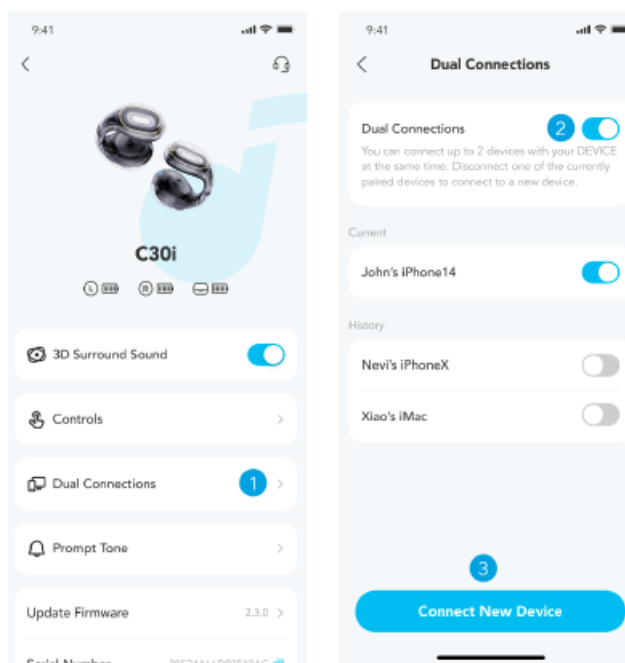 9:41
C30i
L
R
3D Surround Sound
Controls
Dual Connections 1
Prompt Tone
Update Firmware 2.3.0
Serial Number
9:41
Dual Connections
Dual Connections 2
You can connect up to 2 devices with your DEVICE
at the same time. Disconnect one of the currently
paired devices to connect to a new device.
Current
John's iPhone14
History
Nevi's iPhoneX
Xiao's iMac
3
Connect New Device